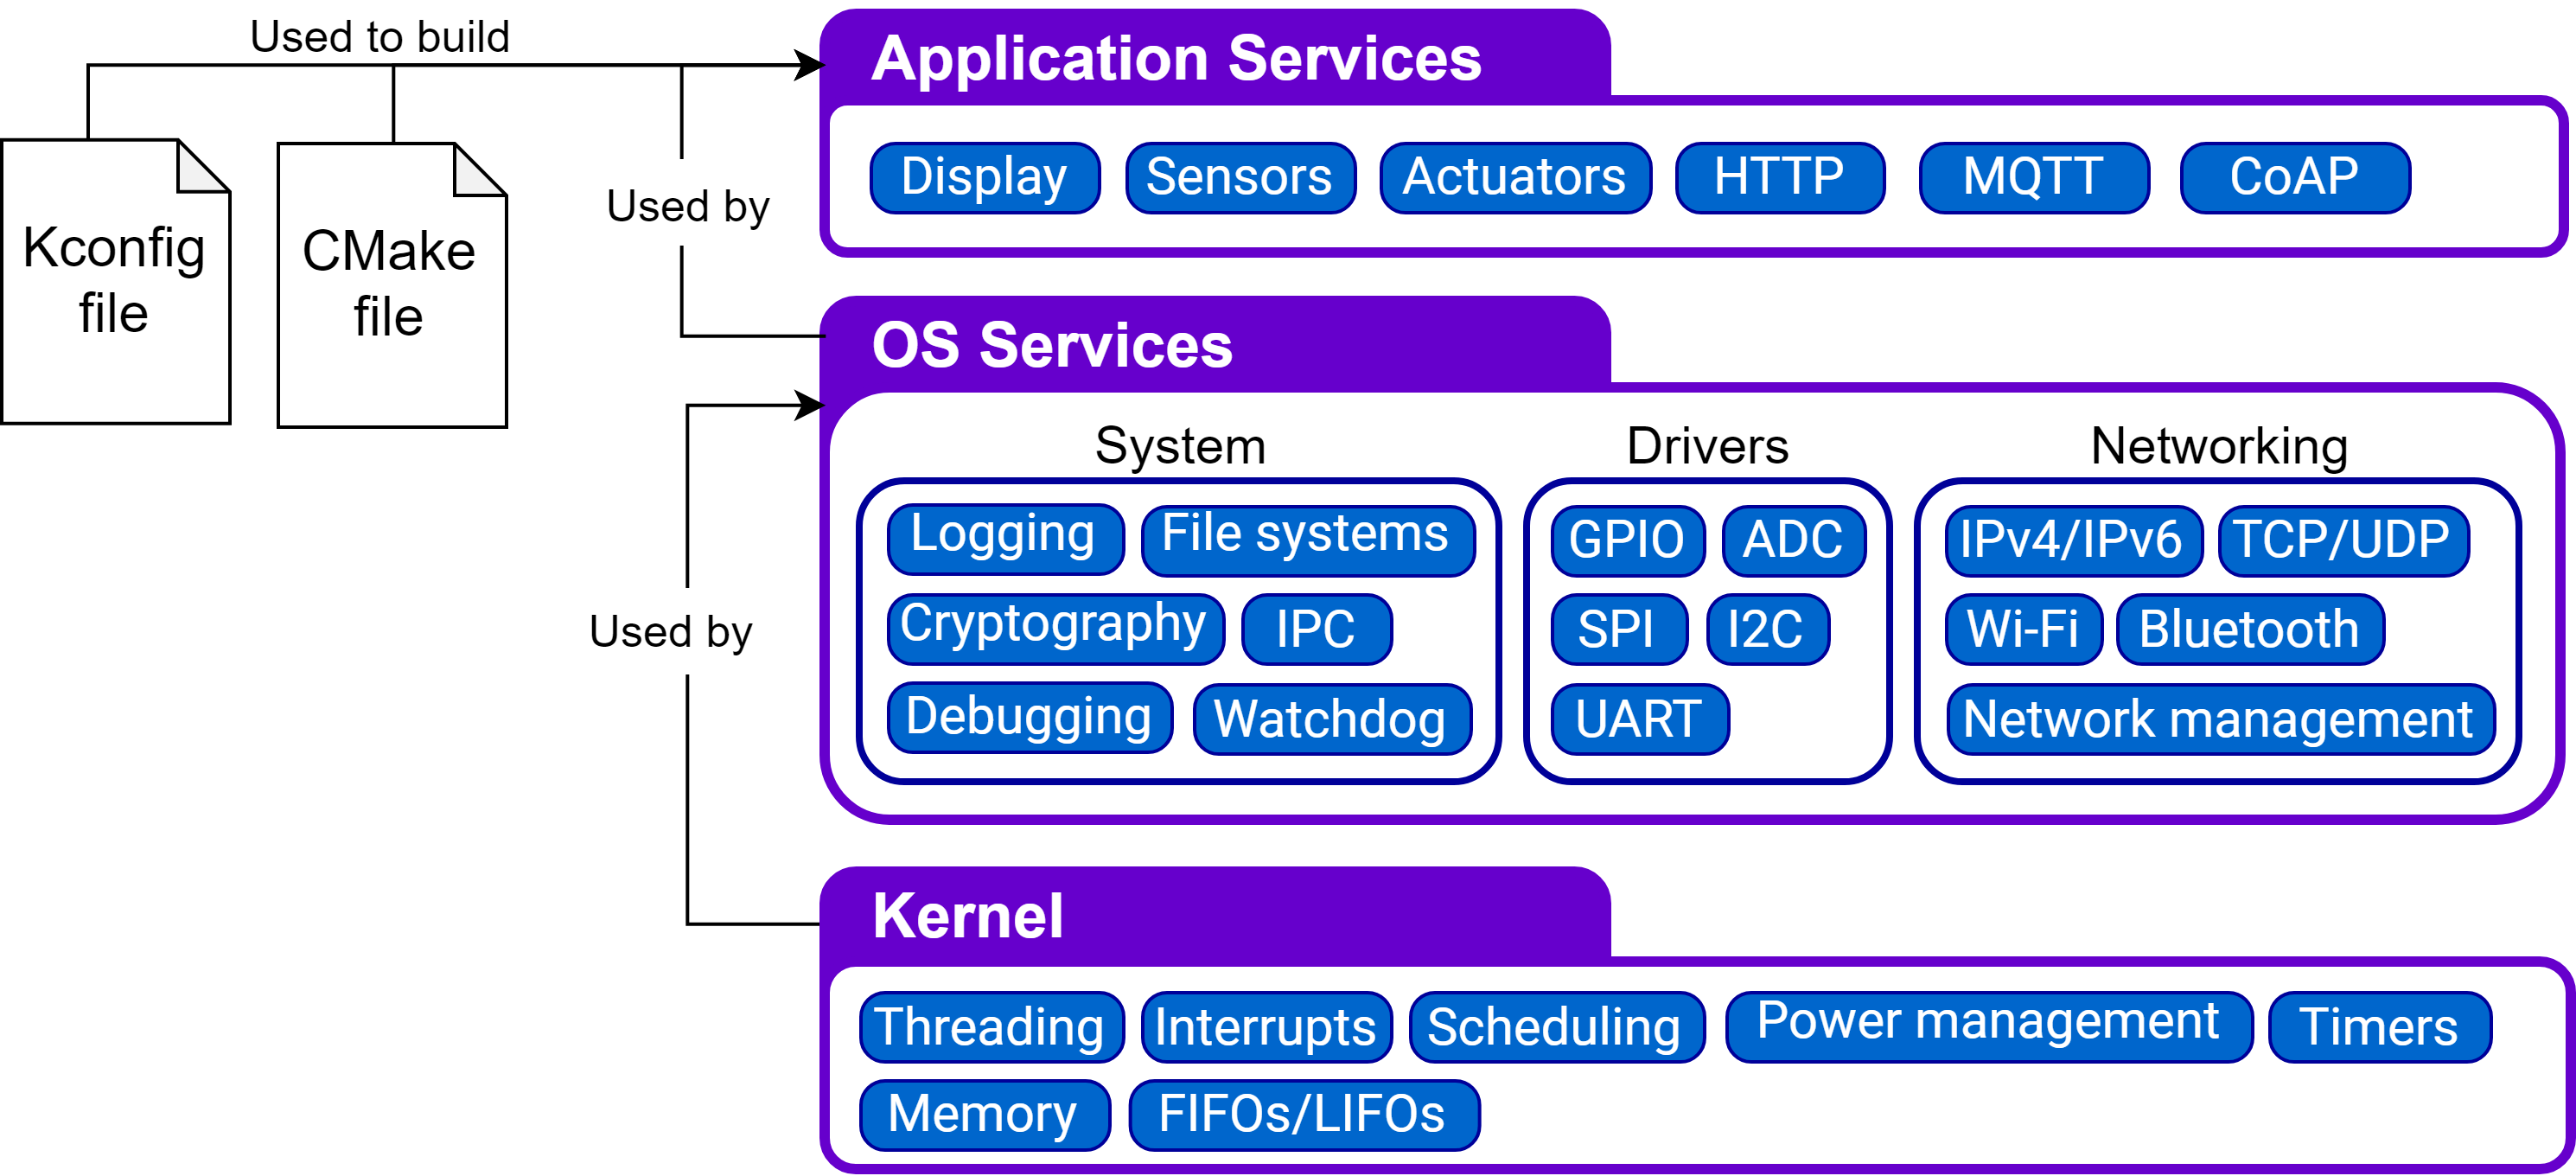 Used to build
Application Services
Display Sensors Actuators HTTP MQTT CoAP
Kconfig
file
CMake
file
Used by
OS Services
System Drivers Networking
Logging File systems
Cryptography IPC
Debugging Watchdog
GPIO ADC
SPI I2C
UART
IPv4/IPv6 TCP/UDP
Wi-Fi Bluetooth
Network management
Used by
Kernel
Threading Interrupts Scheduling Power management Timers
Memory FIFOs/LIFOs